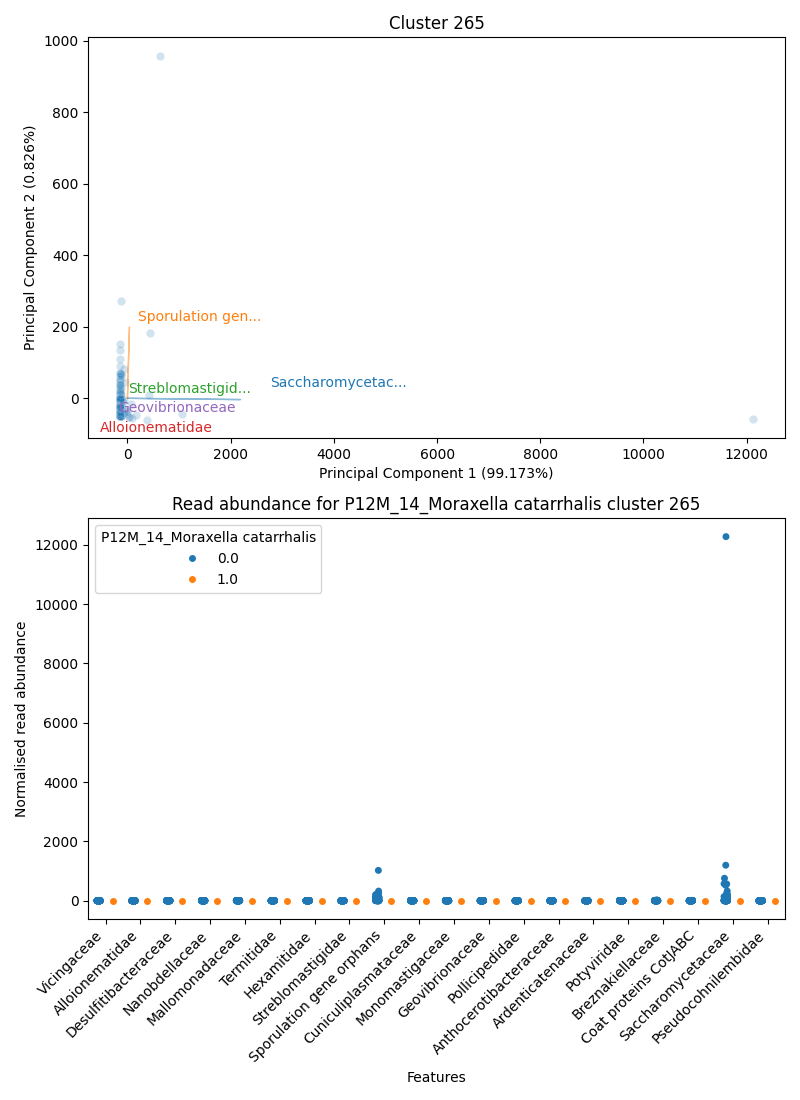 Cluster 265
1000
800
600
400
200
0
Principal Component 2 (0.826%)
Sporulation gen...
Saccharomycetac...
Streblomastigid...
Geovibrionaceae
Alloionematidae
0 2000 4000 6000 8000 10000 12000
Principal Component 1 (99.173%)
Read abundance for P12M_14_Moraxella catarrhalis cluster 265
P12M_14_Moraxella catarrhalis
0.0
1.0
12000
10000
8000
6000
4000
2000
0
Normalised read abundance
Vicingaceae
Alloionematidae
Desulfitibacteraceae
Nanobdellaceae
Mallomonadaceae
Termitidae
Hexamitidae
Streblomastigidae
Sporulation gene orphans
Cuniculiplasmataceae
Monomastigaceae
Geovibrionaceae
Pollicipedidae
Anthocerotibacteraceae
Ardenticatenaceae
Potyviridae
Breznakiellaceae
Coat proteins CotJABC
Saccharomycetaceae
Pseudocohnilembidae
Features